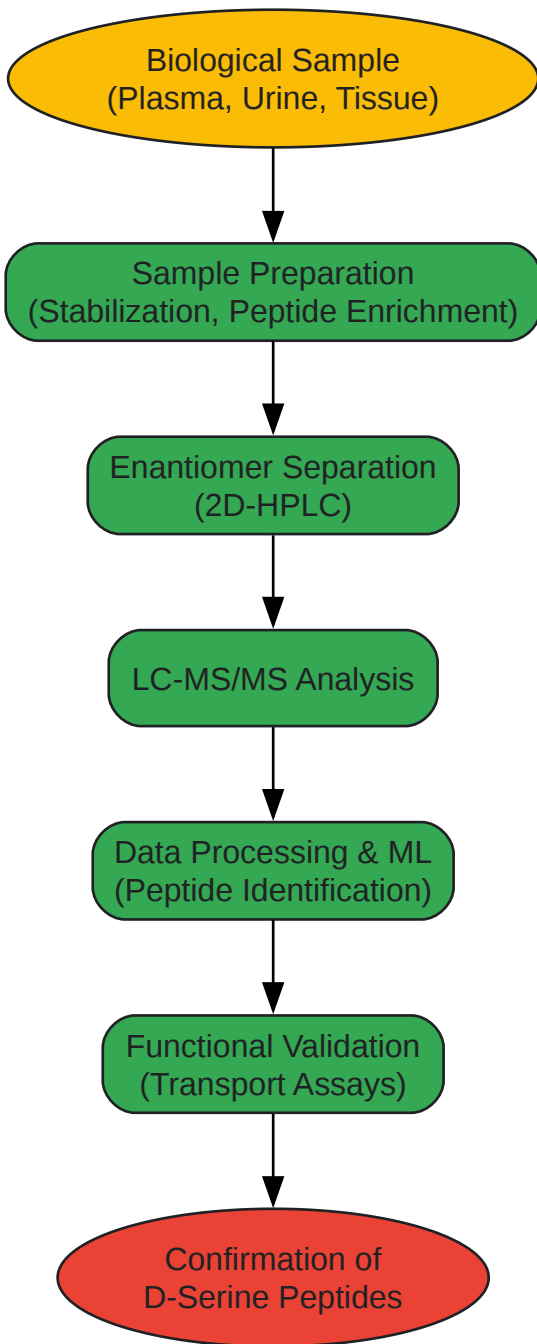 Biological Sample
(Plasma, Urine, Tissue)
Sample Preparation
(Stabilization, Peptide Enrichment)
Enantiomer Separation
(2D-HPLC)
LC-MS/MS Analysis
Data Processing & ML
(Peptide Identification)
Functional Validation
(Transport Assays)
Confirmation of
D-Serine Peptides